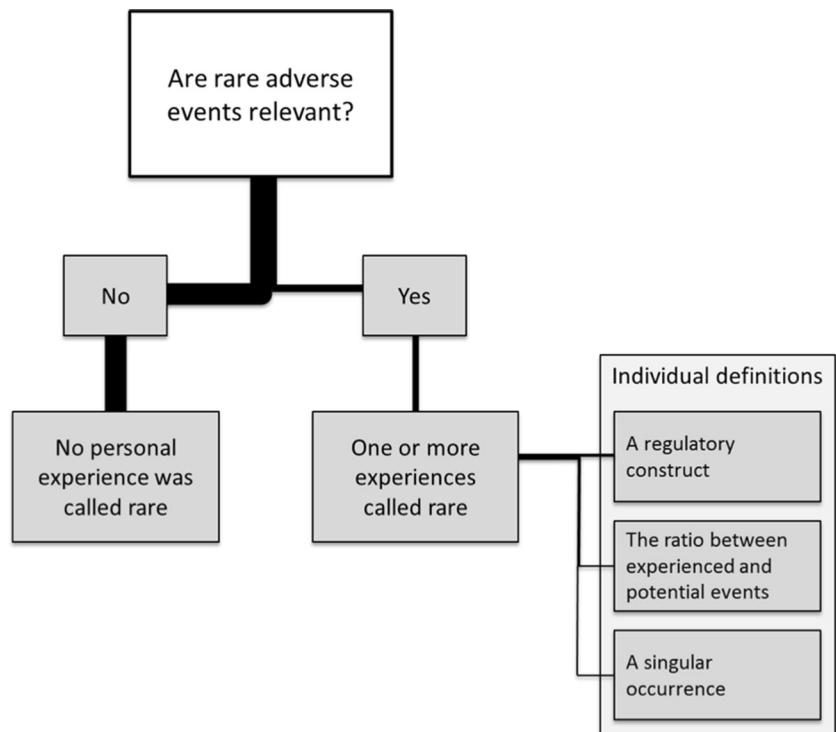 Are rare adverse
events relevant?
No
Yes
No personal
experience was
called rare
One or more
experiences
called rare
Individual definitions
A regulatory
construct
The ratio between
experienced and
potential events
A singular
occurrence